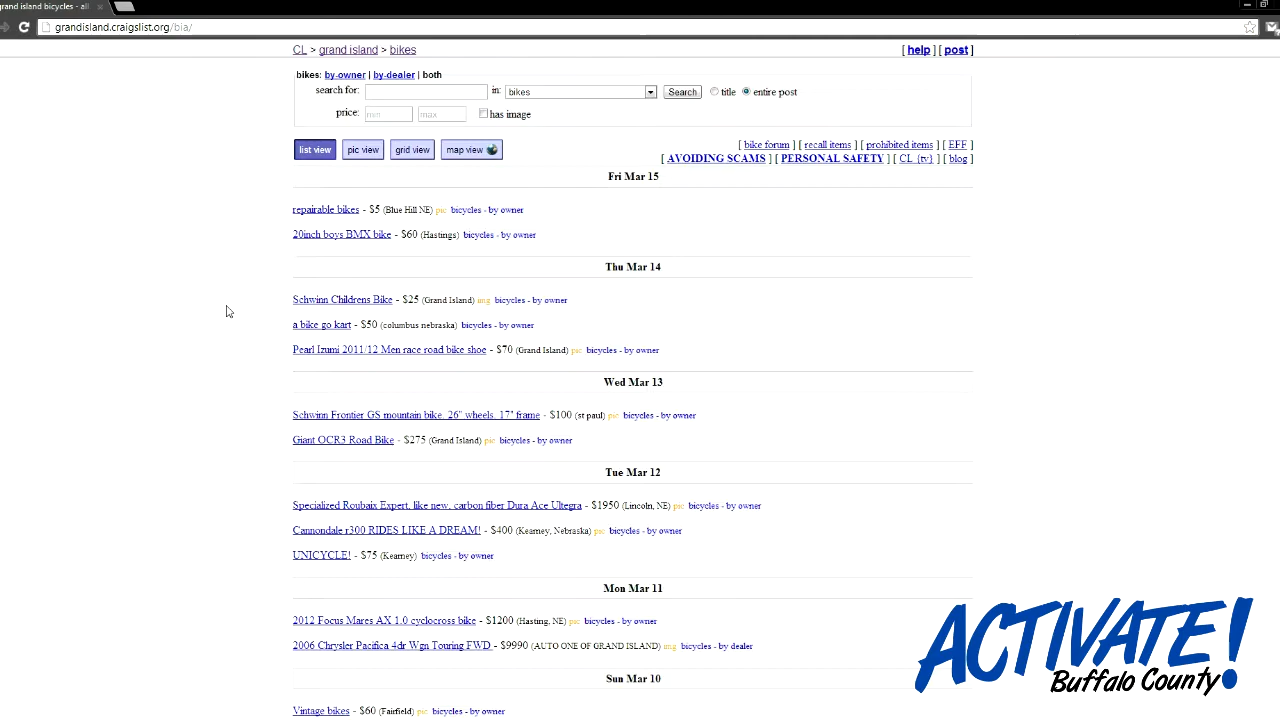 grand island bicycles - all
grandisland.craigslist.org/bia/
CL > grand island > bikes [ help ] [ post ]
bikes: by-owner | by-dealer | both
search for: in: bikes Search title entire post
price: min max has image
list view pic view grid view map view
[ bike forum ] [ recall items ] [ prohibited items ] [ EFF ]
[ AVOIDING SCAMS ] [ PERSONAL SAFETY ] [ CL {tv} ] [ blog ]
Fri Mar 15
repairable bikes - $5 (Blue Hill NE) pic bicycles - by owner
20inch boys BMX bike - $60 (Hastings) bicycles - by owner
Thu Mar 14
Schwinn Childrens Bike - $25 (Grand Island) img bicycles - by owner
a bike go kart - $50 (columbus nebraska) bicycles - by owner
Pearl Izumi 2011/12 Men race road bike shoe - $70 (Grand Island) pic bicycles - by owner
Wed Mar 13
Schwinn Frontier GS mountain bike. 26" wheels. 17" frame - $100 (st paul) pic bicycles - by owner
Giant OCR3 Road Bike - $275 (Grand Island) pic bicycles - by owner
Tue Mar 12
Specialized Roubaix Expert, like new, carbon fiber Dura Ace Ultegra - $1950 (Lincoln, NE) pic bicycles - by owner
Cannondale r300 RIDES LIKE A DREAM! - $400 (Kearney, Nebraska) pic bicycles - by owner
UNICYCLE! - $75 (Kearney) bicycles - by owner
Mon Mar 11
2012 Focus Mares AX 1.0 cyclocross bike - $1200 (Hasting, NE) pic bicycles - by owner
2006 Chrysler Pacifica 4dr Wgn Touring FWD - $9990 (AUTO ONE OF GRAND ISLAND) img bicycles - by dealer
Sun Mar 10
Vintage bikes - $60 (Fairfield) pic bicycles - by owner
ACTIVATE!
Buffalo County